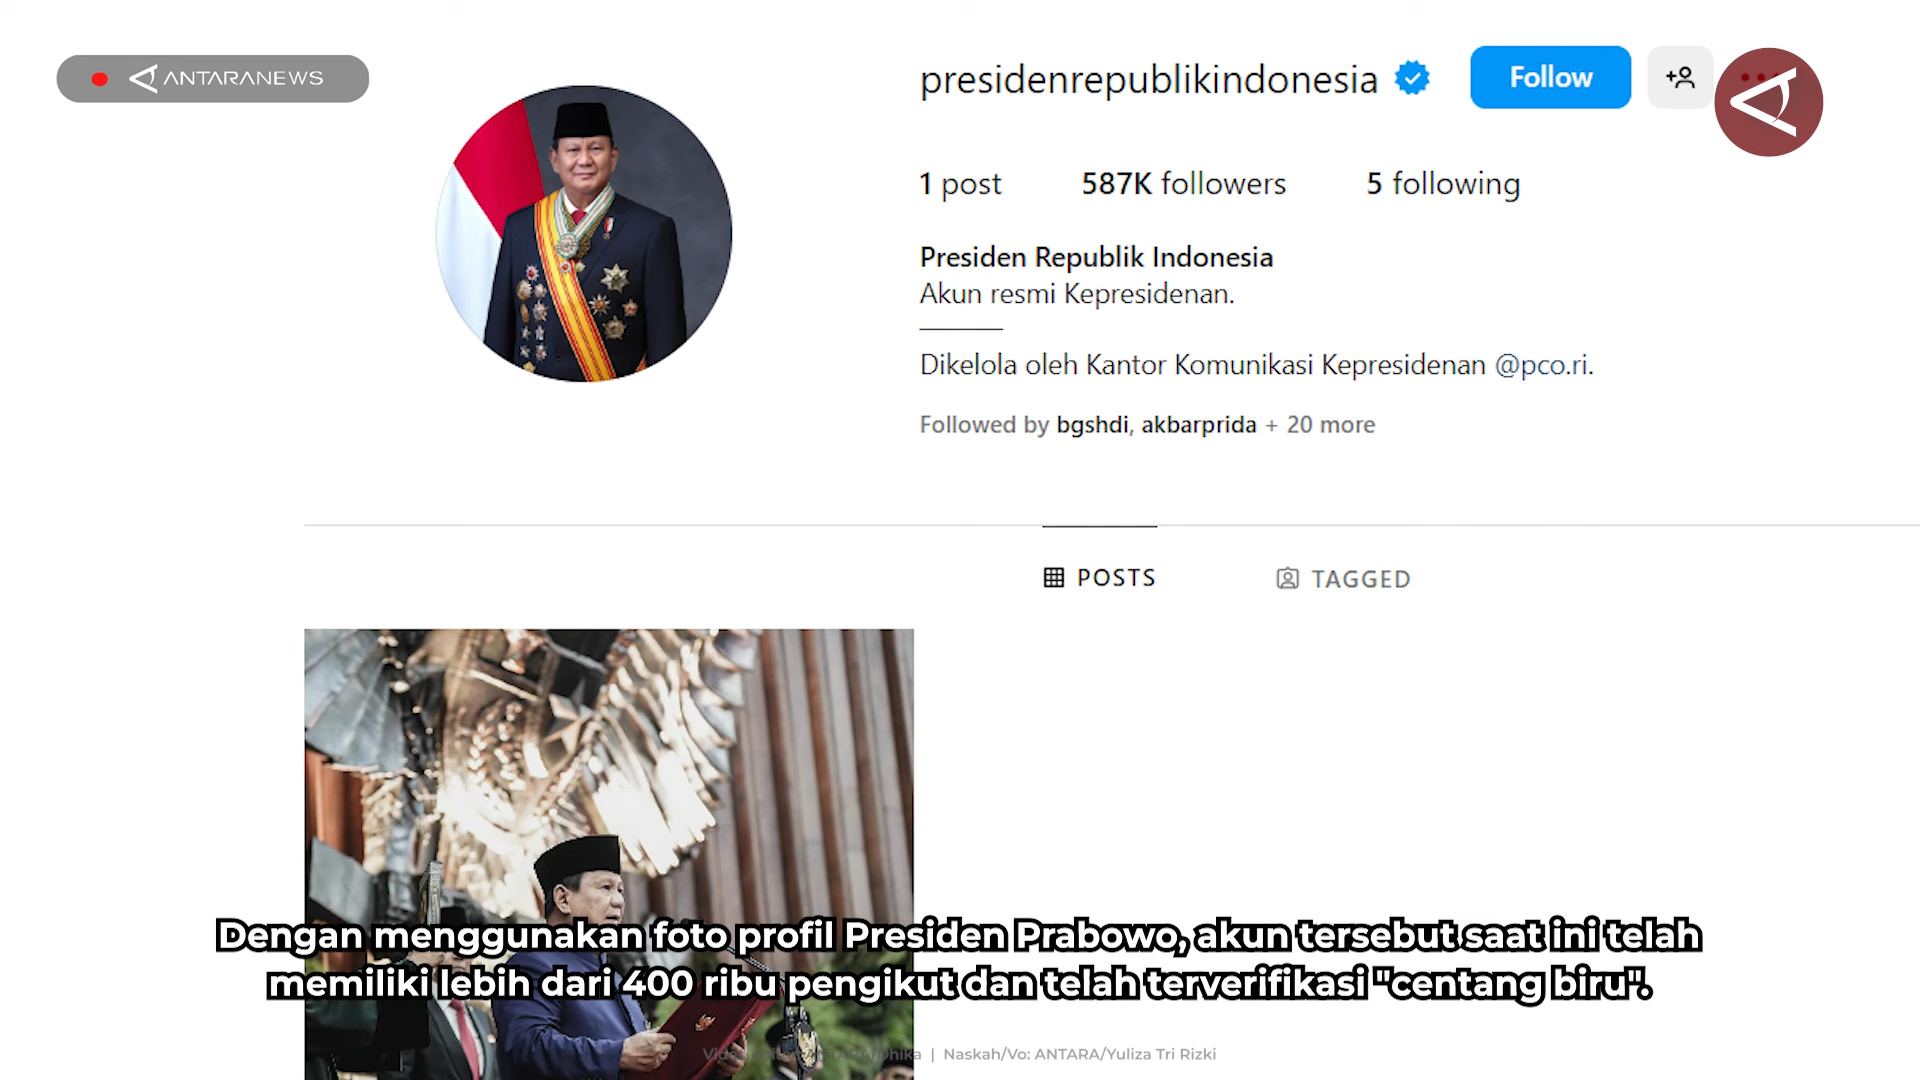 ANTARANEWS
presidenrepublikindonesia
Follow
1 post 587K followers 5 following
Presiden Republik Indonesia
Akun resmi Kepresidenan.
Dikelola oleh Kantor Komunikasi Kepresidenan @pco.ri.
Followed by bgshdi, akbarprida + 20 more
POSTS TAGGED
Dengan menggunakan foto profil Presiden Prabowo, akun tersebut saat ini telah
memiliki lebih dari 400 ribu pengikut dan telah terverifikasi "centang biru".
| Naskah/Vo: ANTARA/Yuliza Tri Rizki